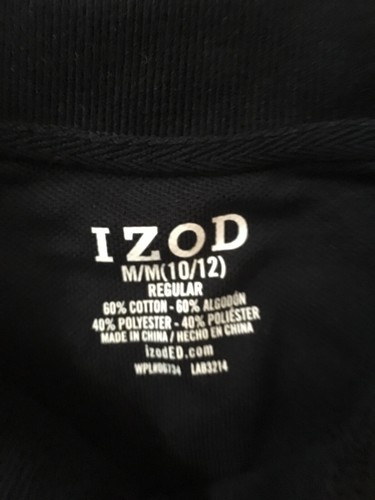 IZOD
M/M(10/12)
REGULAR
60% COTTON - 60% ALGODÓN
40% POLYESTER - 40% POLIÉSTER
MADE IN CHINA / HECHO EN CHINA
izodED.com
WPL#06734 LAB3214